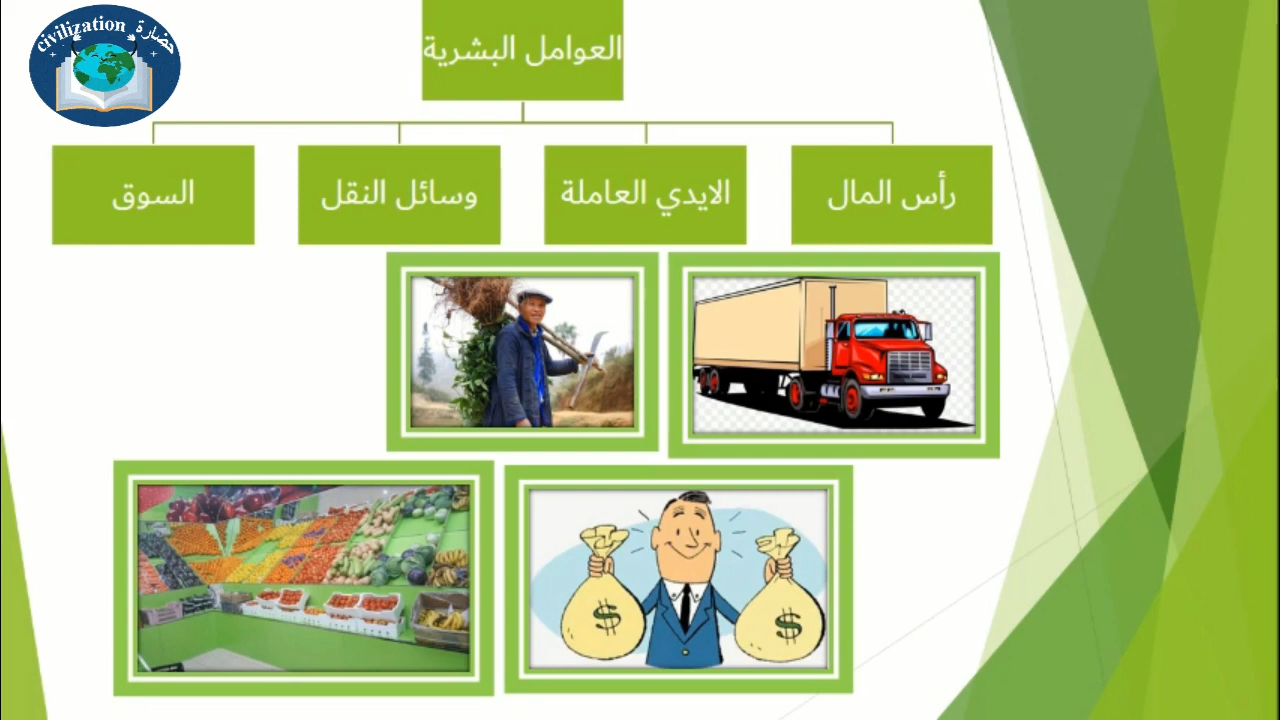 civilization حضارة
العوامل البشرية
رأس المال
الايدي العاملة
وسائل النقل
السوق
$
$